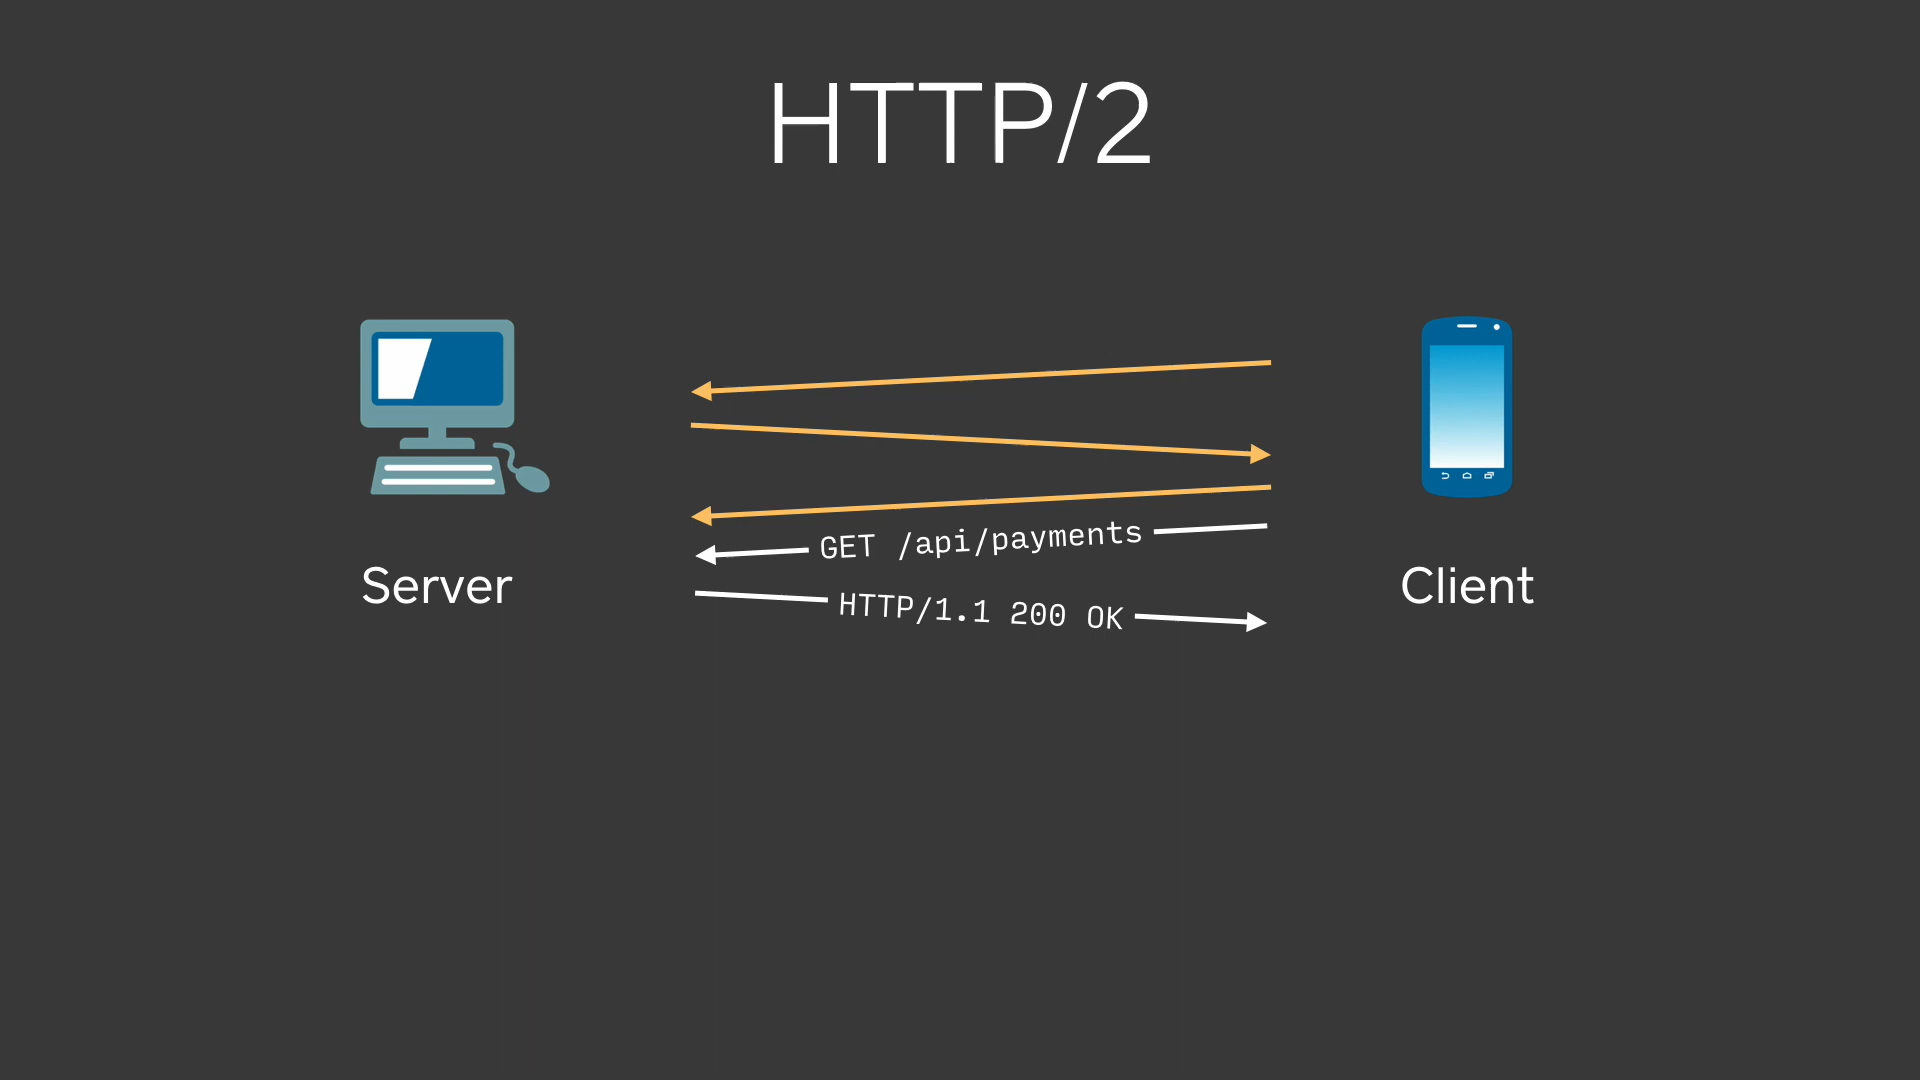 HTTP/2
GET /api/payments
HTTP/1.1 200 OK
Server
Client